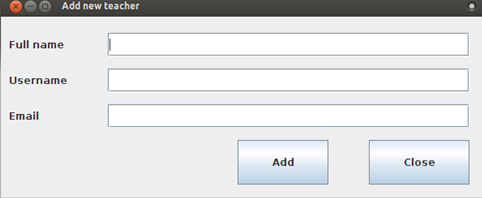 Add new teacher
Full name
Username
Email
Add Close